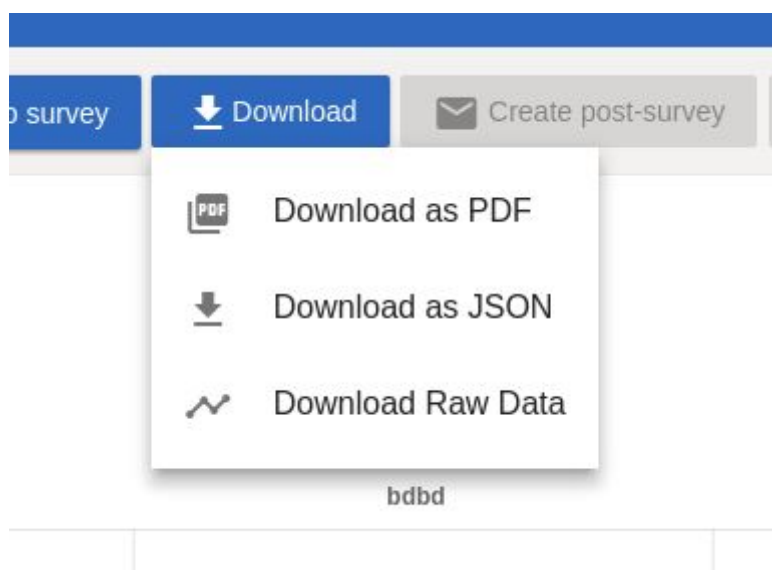 survey
Download
Create post-survey
PDF
Download as PDF
Download as JSON
Download Raw Data
bdbd